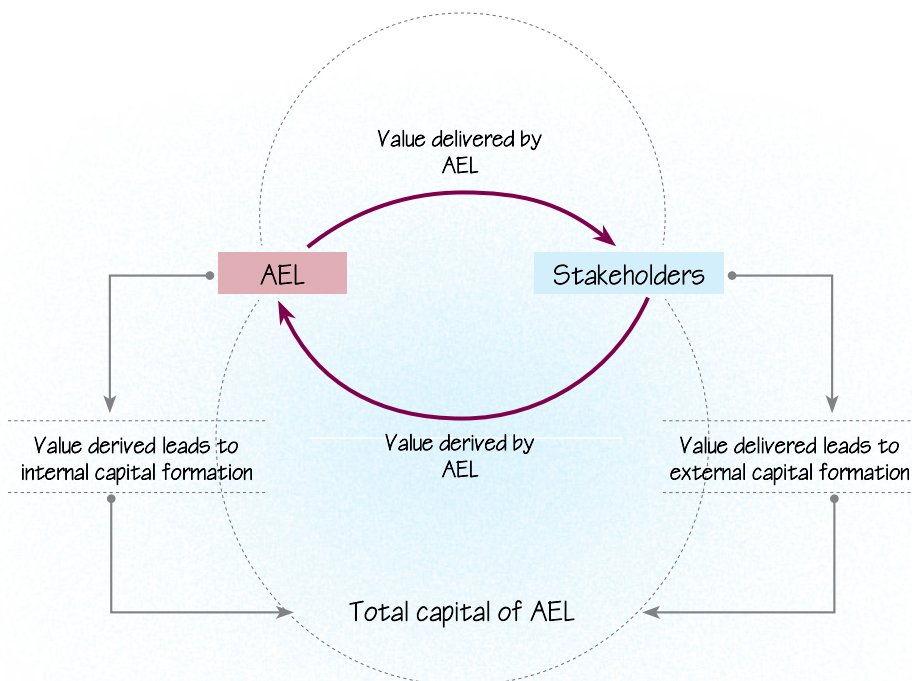 Value delivered by
AEL
AEL
Stakeholders
Value derived leads to
internal capital formation
Value derived by
AEL
Value delivered leads to
external capital formation
Total capital of AEL